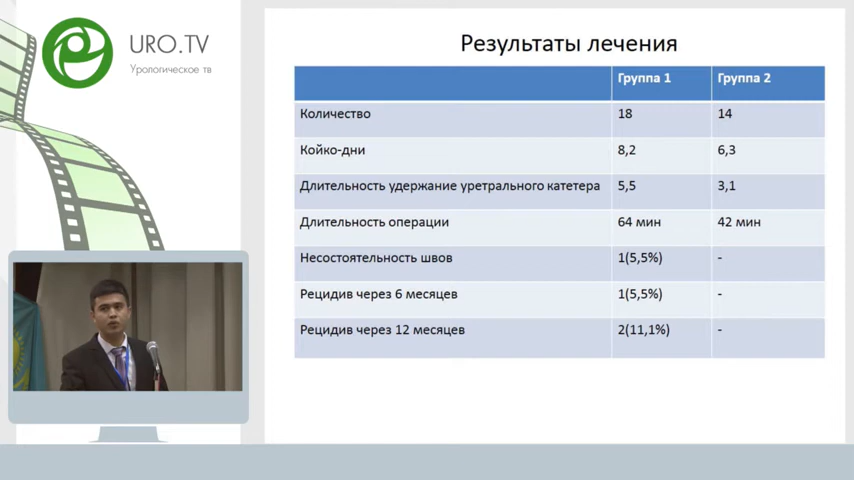 URO.TV
Урологическое тв
Результаты лечения
Группа 1 Группа 2
Количество 18 14
Койко-дни 8,2 6,3
Длительность удержание уретрального катетера 5,5 3,1
Длительность операции 64 мин 42 мин
Несостоятельность швов 1(5,5%) -
Рецидив через 6 месяцев 1(5,5%) -
Рецидив через 12 месяцев 2(11,1%) -